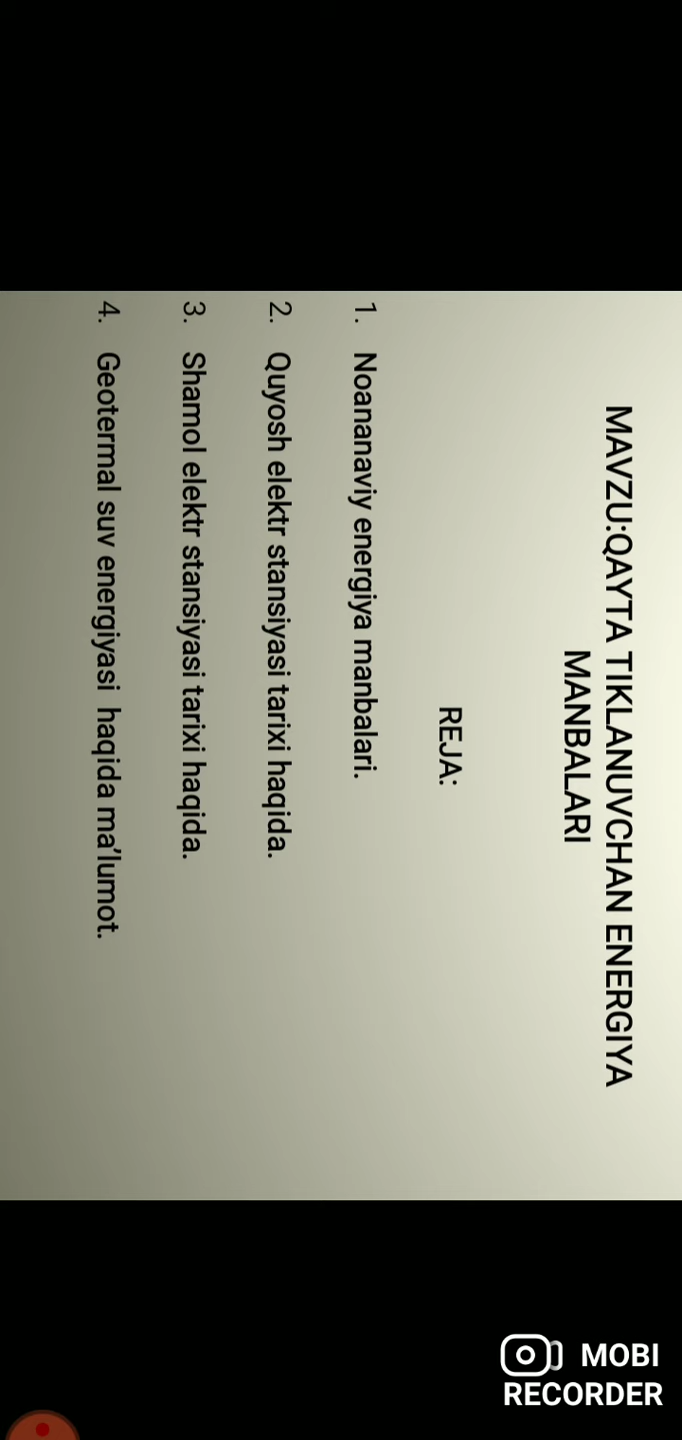 MAVZU:QAYTA TIKLANUVCHAN ENERGIYA
MANBALARI
REJA:
1. Noananaviy energiya manbalari.
2. Quyosh elektr stansiyasi tarixi haqida.
3. Shamol elektr stansiyasi tarixi haqida.
4. Geotermal suv energiyasi haqida ma'lumot.
MOBI
RECORDER